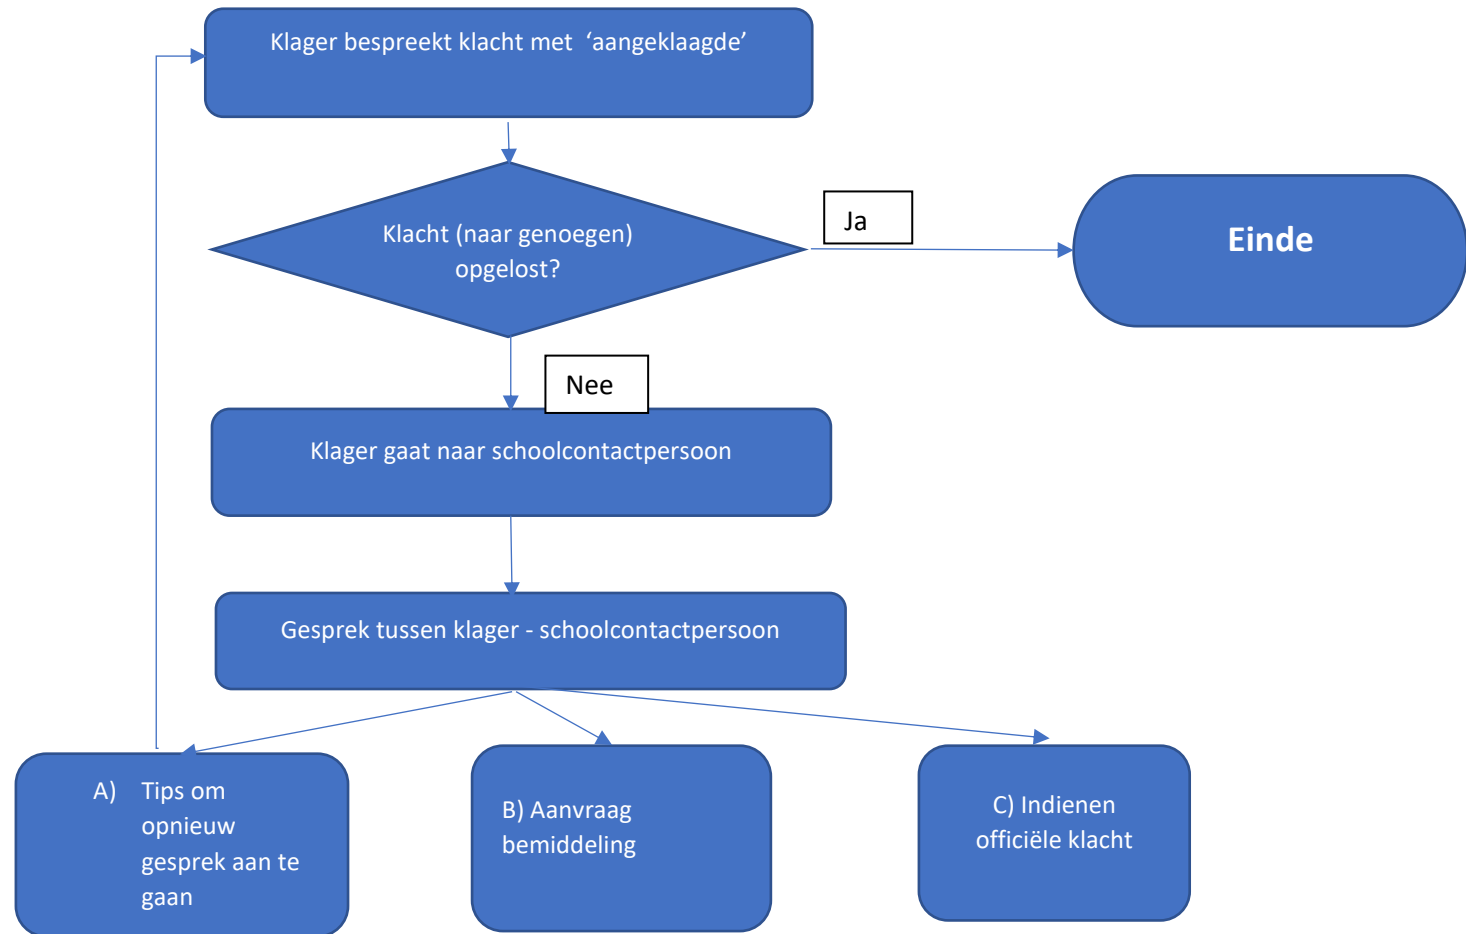 Klager bespreekt klacht met ‘aangeklaagde’
Klacht (naar genoegen)
opgelost?
Ja
Einde
Nee
Klager gaat naar schoolcontactpersoon
Gesprek tussen klager - schoolcontactpersoon
A) Tips om
opnieuw
gesprek aan te
gaan
B) Aanvraag
bemiddeling
C) Indienen
officiële klacht